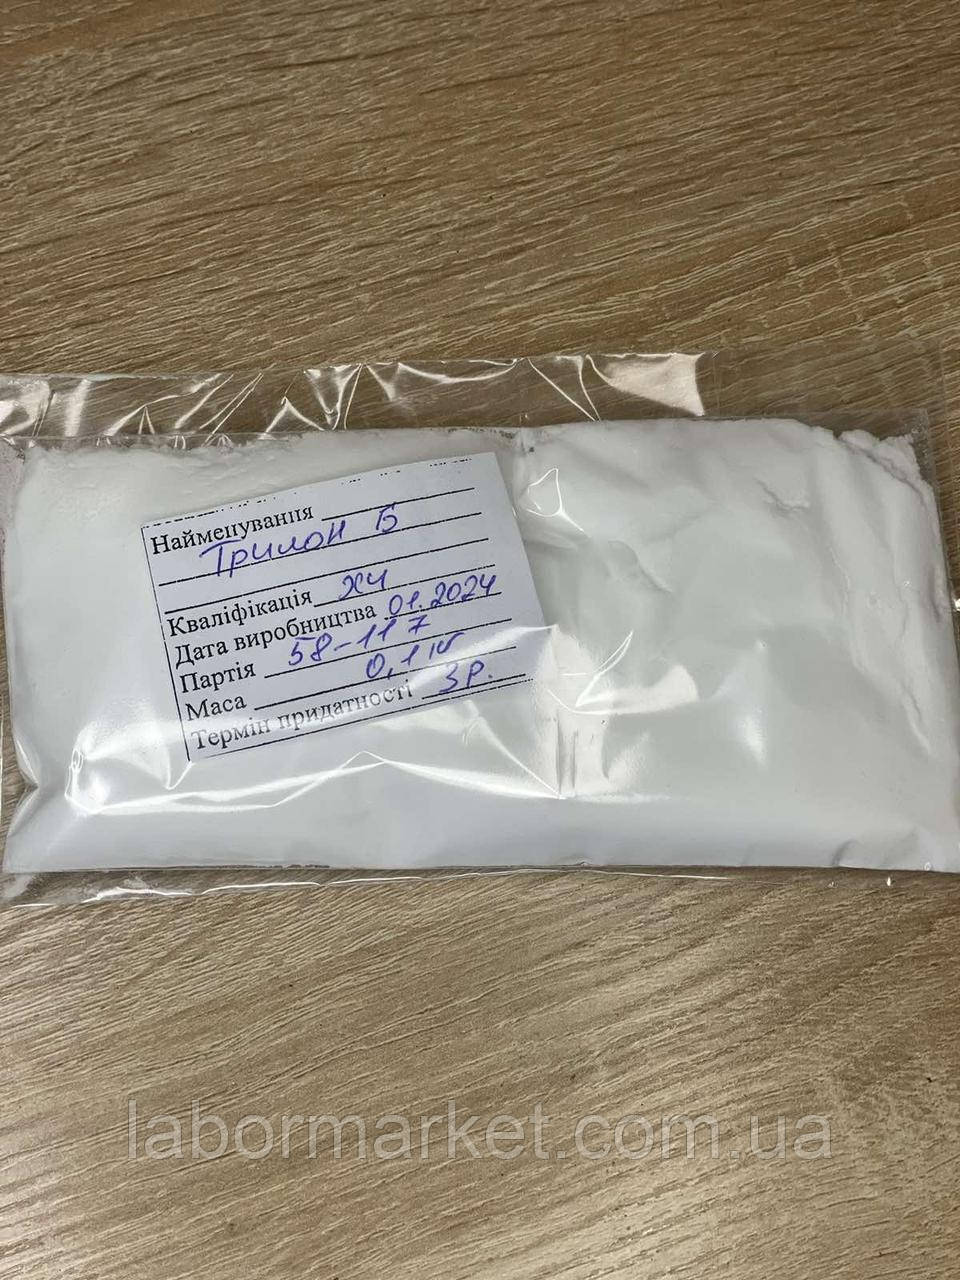 Найменування
Трилон Б
Кваліфікація хч
Дата виробництва 01.2024
Партія 58-117
Маса 0,1 кг
Термін придатності 3р.
labormarket.com.ua